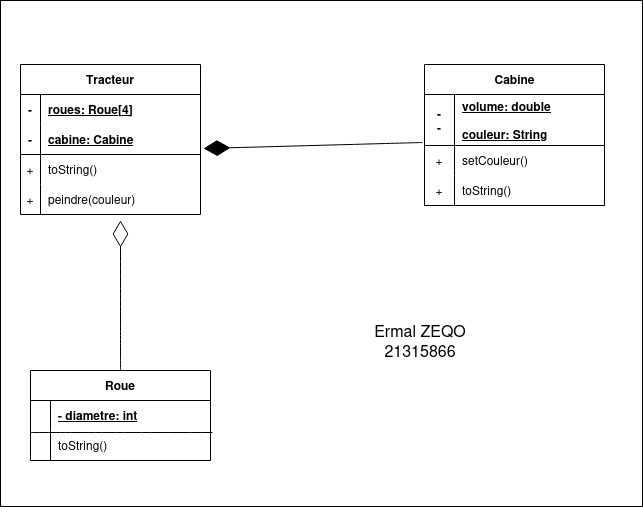 Tracteur
- roues: Roue[4]
- cabine: Cabine
+ toString()
+ peindre(couleur)
Cabine
- volume: double
- couleur: String
+ setCouleur()
+ toString()
Ermal ZEQO
21315866
Roue
- diametre: int
toString()